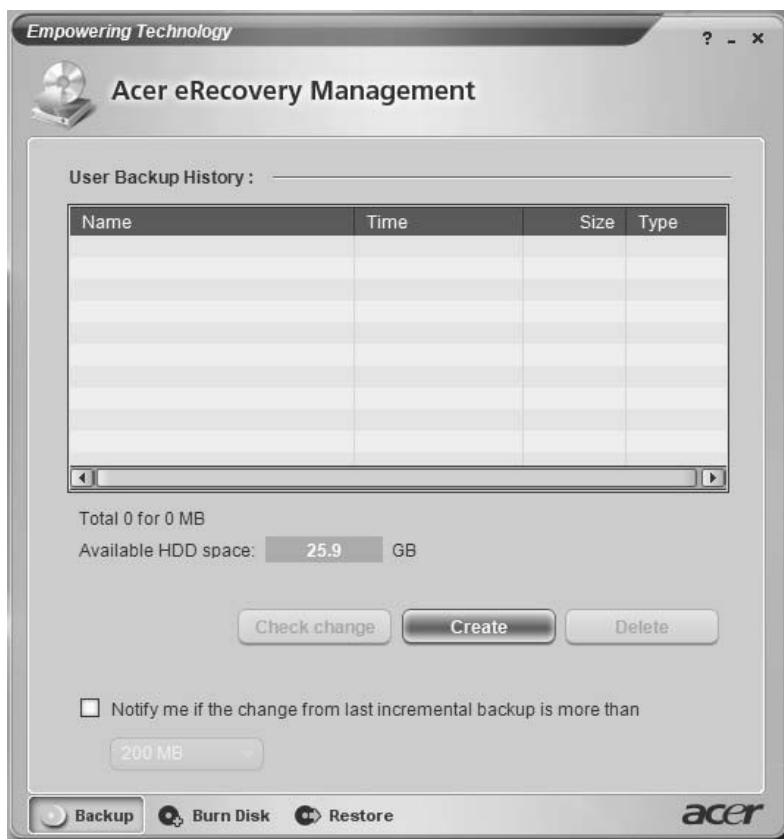 Empowering Technology
? - ×
Acer eRecovery Management
User Backup History :
Name Time Size Type
Total 0 for 0 MB
Available HDD space: 25.9 GB
Check change Create Delete
Notify me if the change from last incremental backup is more than
200 MB
Backup Burn Disk Restore acer